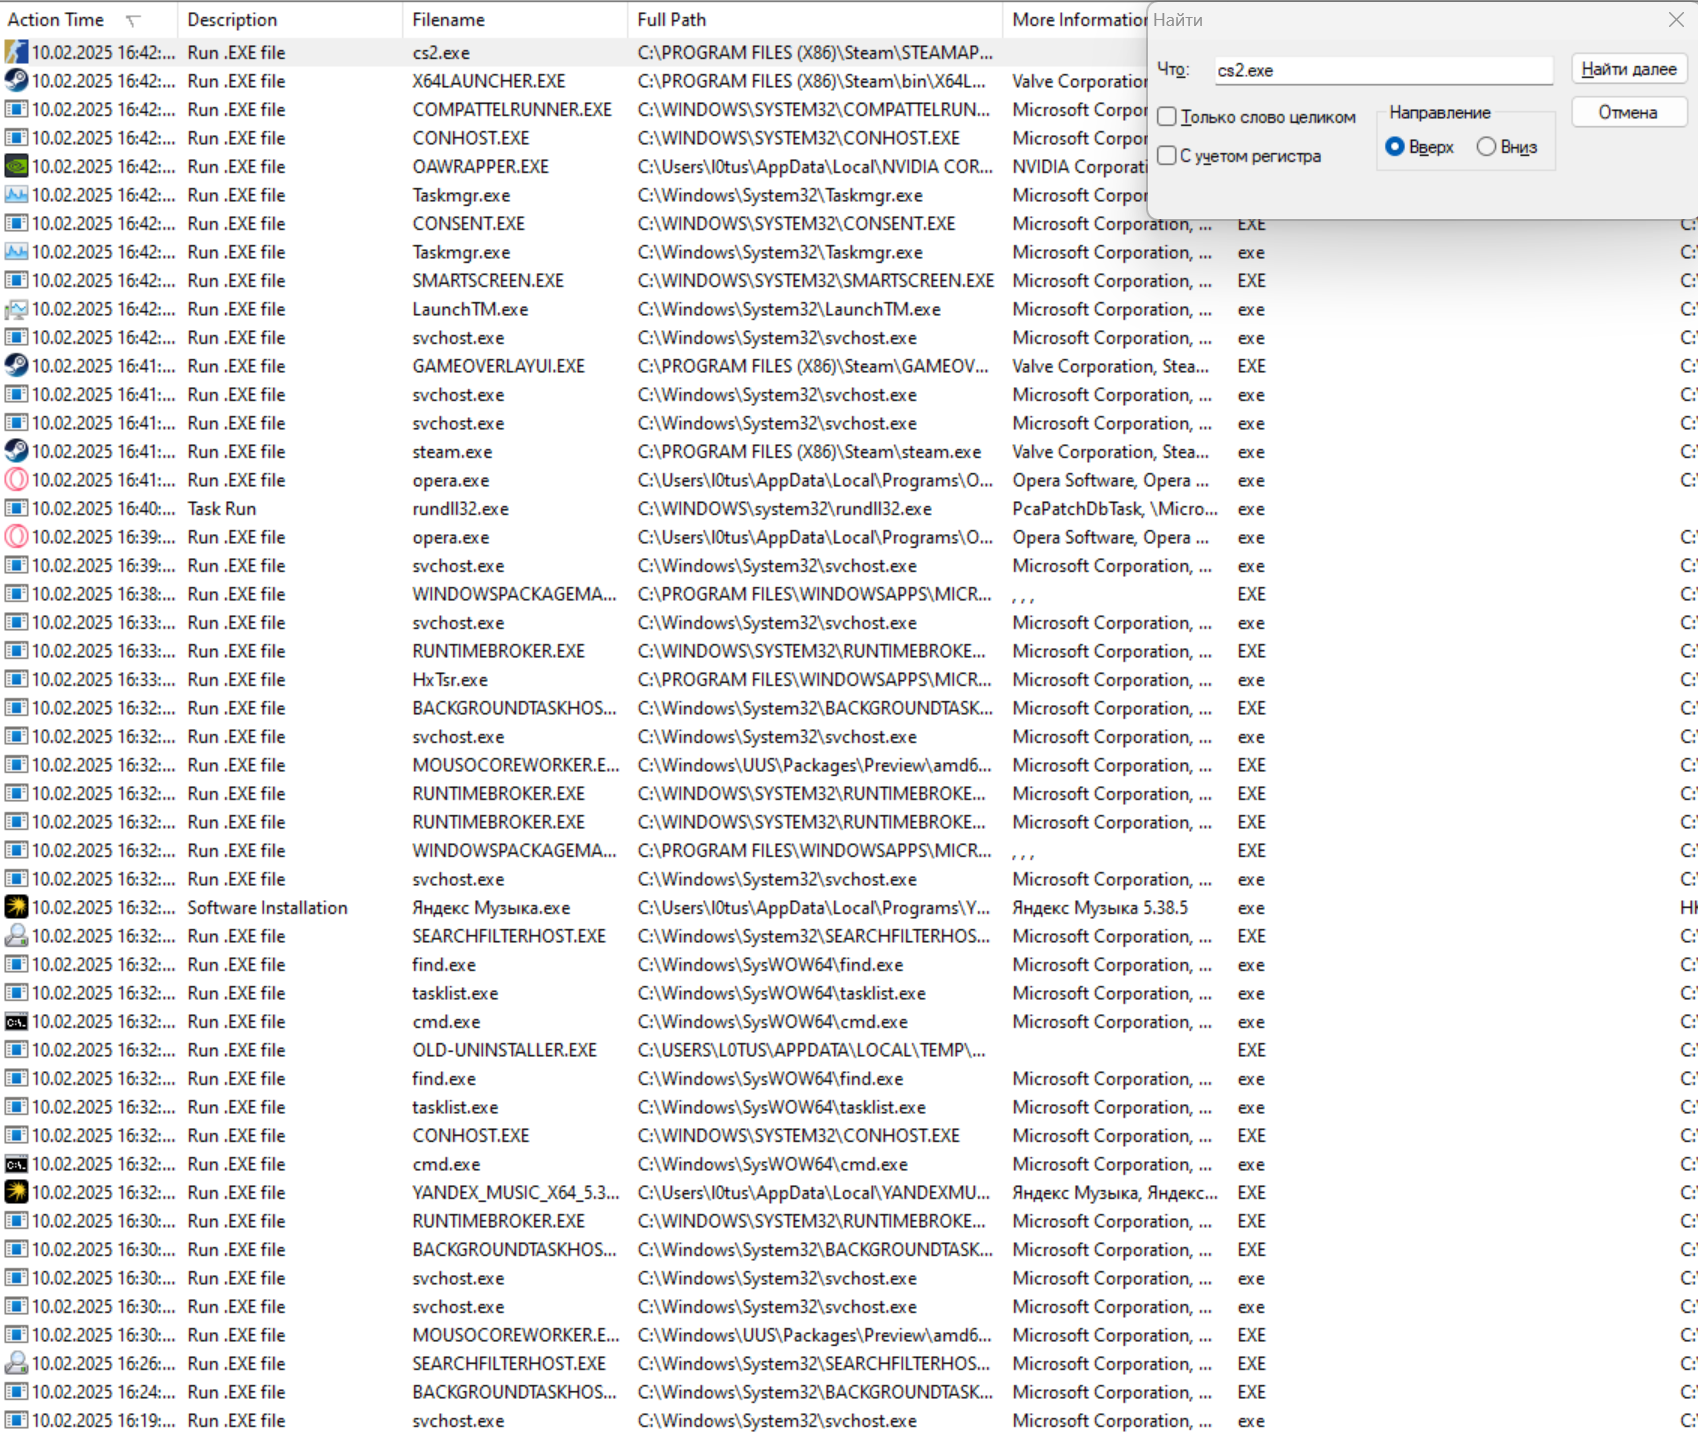 Action Time Description Filename Full Path More Information Найти
10.02.2025 16:42:... Run .EXE file cs2.exe C:\PROGRAM FILES (X86)\Steam\STEAMAP...
Что: cs2.exe Найти далее
10.02.2025 16:42:... Run .EXE file X64LAUNCHER.EXE C:\PROGRAM FILES (X86)\Steam\bin\X64L... Valve Corporation
10.02.2025 16:42:... Run .EXE file COMPATTELRUNNER.EXE C:\WINDOWS\SYSTEM32\COMPATTELRUN... Microsoft Corpor
Только слово целиком Направление Отмена
10.02.2025 16:42:... Run .EXE file CONHOST.EXE C:\WINDOWS\SYSTEM32\CONHOST.EXE Microsoft Corpor
С учетом регистра Вверх Вниз
10.02.2025 16:42:... Run .EXE file OAWRAPPER.EXE C:\Users\l0tus\AppData\Local\NVIDIA COR... NVIDIA Corporati
10.02.2025 16:42:... Run .EXE file Taskmgr.exe C:\Windows\System32\Taskmgr.exe Microsoft Corpor
10.02.2025 16:42:... Run .EXE file CONSENT.EXE C:\WINDOWS\SYSTEM32\CONSENT.EXE Microsoft Corporation, ... EXE C:\
10.02.2025 16:42:... Run .EXE file Taskmgr.exe C:\Windows\System32\Taskmgr.exe Microsoft Corporation, ... exe C:\
10.02.2025 16:42:... Run .EXE file SMARTSCREEN.EXE C:\WINDOWS\SYSTEM32\SMARTSCREEN.EXE Microsoft Corporation, ... EXE C:\
10.02.2025 16:42:... Run .EXE file LaunchTM.exe C:\Windows\System32\LaunchTM.exe Microsoft Corporation, ... exe C:\
10.02.2025 16:42:... Run .EXE file svchost.exe C:\Windows\System32\svchost.exe Microsoft Corporation, ... exe C:\
10.02.2025 16:41:... Run .EXE file GAMEOVERLAYUI.EXE C:\PROGRAM FILES (X86)\Steam\GAMEOV... Valve Corporation, Stea... EXE C:\
10.02.2025 16:41:... Run .EXE file svchost.exe C:\Windows\System32\svchost.exe Microsoft Corporation, ... exe C:\
10.02.2025 16:41:... Run .EXE file svchost.exe C:\Windows\System32\svchost.exe Microsoft Corporation, ... exe C:\
10.02.2025 16:41:... Run .EXE file steam.exe C:\PROGRAM FILES (X86)\Steam\steam.exe Valve Corporation, Stea... exe C:\
10.02.2025 16:41:... Run .EXE file opera.exe C:\Users\l0tus\AppData\Local\Programs\O... Opera Software, Opera ... exe C:\
10.02.2025 16:40:... Task Run rundll32.exe C:\WINDOWS\system32\rundll32.exe PcaPatchDbTask, \Micro... exe
10.02.2025 16:39:... Run .EXE file opera.exe C:\Users\l0tus\AppData\Local\Programs\O... Opera Software, Opera ... exe C:\
10.02.2025 16:39:... Run .EXE file svchost.exe C:\Windows\System32\svchost.exe Microsoft Corporation, ... exe C:\
10.02.2025 16:38:... Run .EXE file WINDOWSPACKAGEMA... C:\PROGRAM FILES\WINDOWSAPPS\MICR... , , , EXE C:\
10.02.2025 16:33:... Run .EXE file svchost.exe C:\Windows\System32\svchost.exe Microsoft Corporation, ... exe C:\
10.02.2025 16:33:... Run .EXE file RUNTIMEBROKER.EXE C:\WINDOWS\SYSTEM32\RUNTIMEBROKE... Microsoft Corporation, ... EXE C:\
10.02.2025 16:33:... Run .EXE file HxTsr.exe C:\PROGRAM FILES\WINDOWSAPPS\MICR... Microsoft Corporation, ... exe C:\
10.02.2025 16:32:... Run .EXE file BACKGROUNDTASKHOS... C:\Windows\System32\BACKGROUNDTASK... Microsoft Corporation, ... EXE C:\
10.02.2025 16:32:... Run .EXE file svchost.exe C:\Windows\System32\svchost.exe Microsoft Corporation, ... exe C:\
10.02.2025 16:32:... Run .EXE file MOUSOCOREWORKER.E... C:\Windows\UUS\Packages\Preview\amd6... Microsoft Corporation, ... EXE C:\
10.02.2025 16:32:... Run .EXE file RUNTIMEBROKER.EXE C:\WINDOWS\SYSTEM32\RUNTIMEBROKE... Microsoft Corporation, ... EXE C:\
10.02.2025 16:32:... Run .EXE file RUNTIMEBROKER.EXE C:\WINDOWS\SYSTEM32\RUNTIMEBROKE... Microsoft Corporation, ... EXE C:\
10.02.2025 16:32:... Run .EXE file WINDOWSPACKAGEMA... C:\PROGRAM FILES\WINDOWSAPPS\MICR... , , , EXE C:\
10.02.2025 16:32:... Run .EXE file svchost.exe C:\Windows\System32\svchost.exe Microsoft Corporation, ... exe C:\
10.02.2025 16:32:... Software Installation Яндекс Музыка.exe C:\Users\l0tus\AppData\Local\Programs\Y... Яндекс Музыка 5.38.5 exe HK
10.02.2025 16:32:... Run .EXE file SEARCHFILTERHOST.EXE C:\Windows\System32\SEARCHFILTERHOS... Microsoft Corporation, ... EXE C:\
10.02.2025 16:32:... Run .EXE file find.exe C:\Windows\SysWOW64\find.exe Microsoft Corporation, ... exe C:\
10.02.2025 16:32:... Run .EXE file tasklist.exe C:\Windows\SysWOW64\tasklist.exe Microsoft Corporation, ... exe C:\
10.02.2025 16:32:... Run .EXE file cmd.exe C:\Windows\SysWOW64\cmd.exe Microsoft Corporation, ... exe C:\
10.02.2025 16:32:... Run .EXE file OLD-UNINSTALLER.EXE C:\USERS\L0TUS\APPDATA\LOCAL\TEMP\... EXE C:\
10.02.2025 16:32:... Run .EXE file find.exe C:\Windows\SysWOW64\find.exe Microsoft Corporation, ... exe C:\
10.02.2025 16:32:... Run .EXE file tasklist.exe C:\Windows\SysWOW64\tasklist.exe Microsoft Corporation, ... exe C:\
10.02.2025 16:32:... Run .EXE file CONHOST.EXE C:\WINDOWS\SYSTEM32\CONHOST.EXE Microsoft Corporation, ... EXE C:\
10.02.2025 16:32:... Run .EXE file cmd.exe C:\Windows\SysWOW64\cmd.exe Microsoft Corporation, ... exe C:\
10.02.2025 16:32:... Run .EXE file YANDEX_MUSIC_X64_5.3... C:\Users\l0tus\AppData\Local\YANDEXMU... Яндекс Музыка, Яндекс... EXE C:\
10.02.2025 16:30:... Run .EXE file RUNTIMEBROKER.EXE C:\WINDOWS\SYSTEM32\RUNTIMEBROKE... Microsoft Corporation, ... EXE C:\
10.02.2025 16:30:... Run .EXE file BACKGROUNDTASKHOS... C:\Windows\System32\BACKGROUNDTASK... Microsoft Corporation, ... EXE C:\
10.02.2025 16:30:... Run .EXE file svchost.exe C:\Windows\System32\svchost.exe Microsoft Corporation, ... exe C:\
10.02.2025 16:30:... Run .EXE file svchost.exe C:\Windows\System32\svchost.exe Microsoft Corporation, ... exe C:\
10.02.2025 16:30:... Run .EXE file MOUSOCOREWORKER.E... C:\Windows\UUS\Packages\Preview\amd6... Microsoft Corporation, ... EXE C:\
10.02.2025 16:26:... Run .EXE file SEARCHFILTERHOST.EXE C:\Windows\System32\SEARCHFILTERHOS... Microsoft Corporation, ... EXE C:\
10.02.2025 16:24:... Run .EXE file BACKGROUNDTASKHOS... C:\Windows\System32\BACKGROUNDTASK... Microsoft Corporation, ... EXE C:\
10.02.2025 16:19:... Run .EXE file svchost.exe C:\Windows\System32\svchost.exe Microsoft Corporation, ... exe C:\